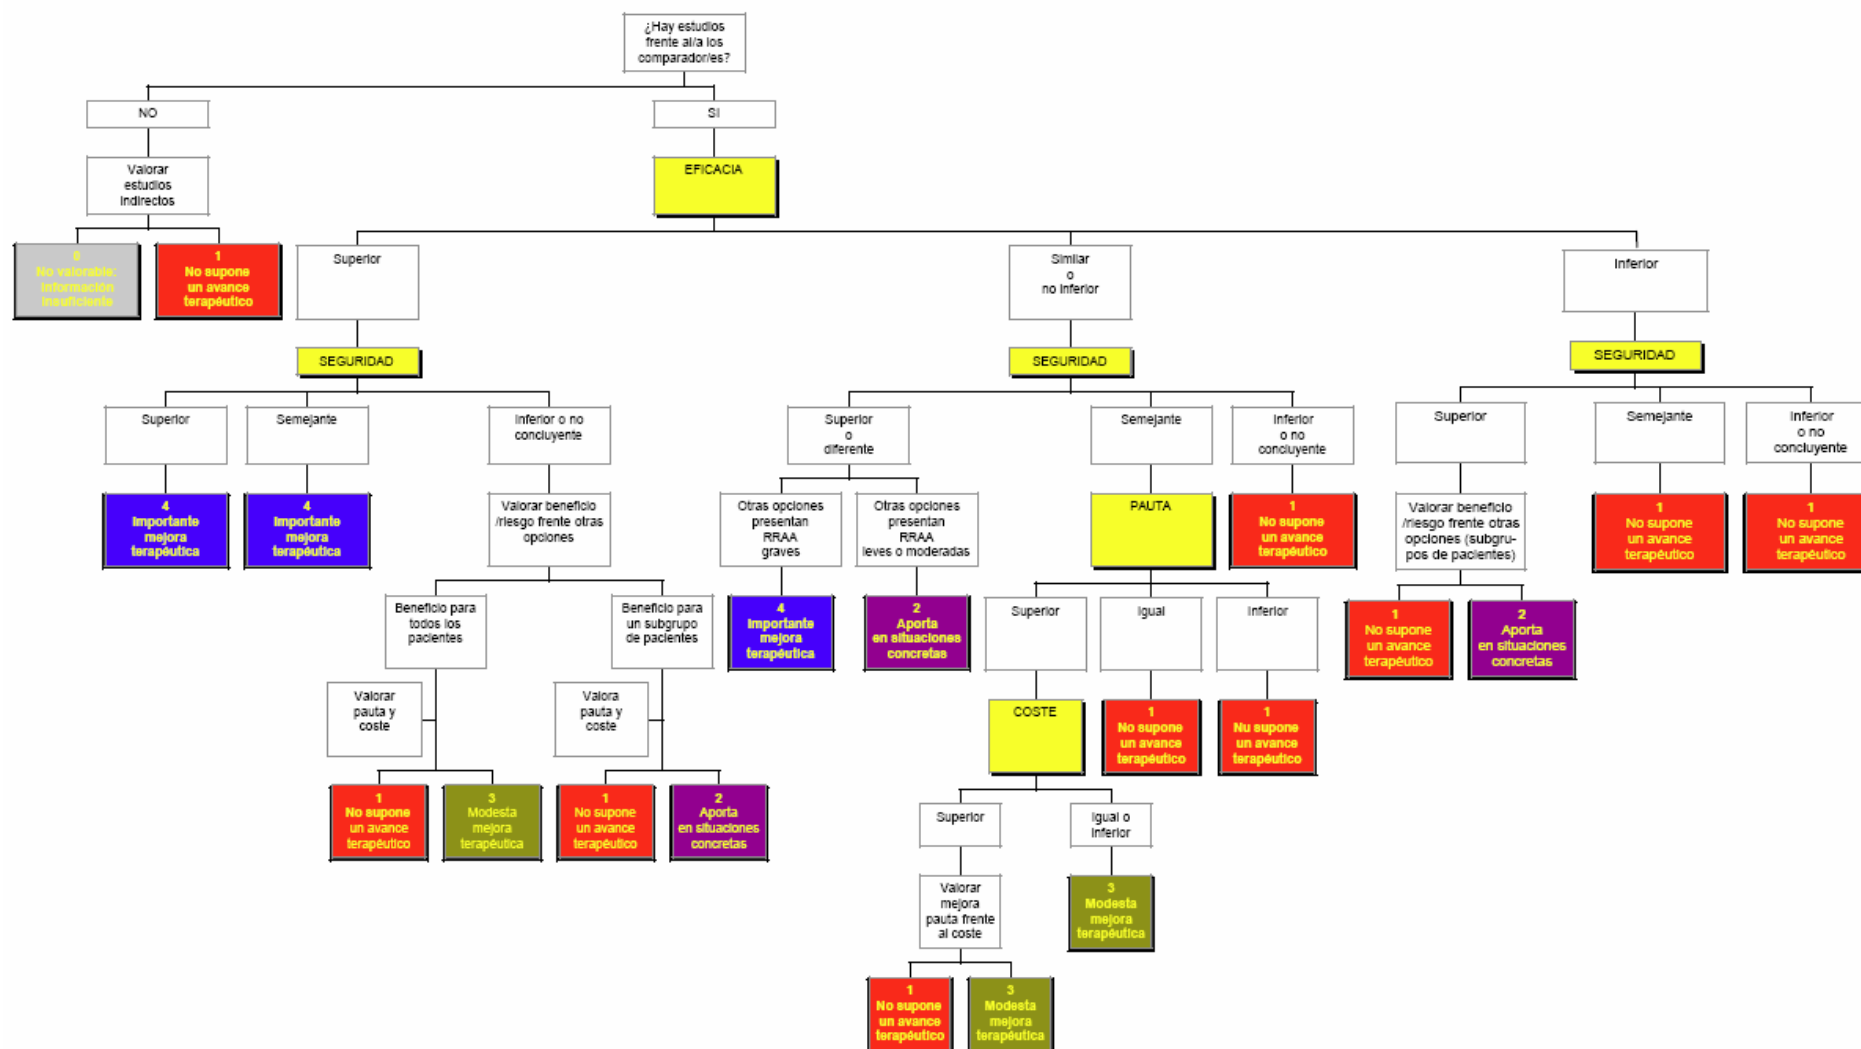 ¿Hay estudios
frente al/a los
comparador/es?
NO
SI
Valorar
estudios
Indirectos
EFICACIA
0
No valorable:
Información
Insuficiente
1
No supone
un avance
terapéutico
Superior
Similar
o
no Inferior
Inferior
SEGURIDAD
SEGURIDAD
SEGURIDAD
Superior
Semejante
Inferior o no
concluyente
Superior
o
diferente
Semejante
Inferior
o no
concluyente
Superior
Semejante
Inferior
o no
concluyente
4
Importante
mejora
terapéutica
4
Importante
mejora
terapéutica
Valorar beneficio
/riesgo frente otras
opciones
Otras opciones
presentan
RRAA
graves
Otras opciones
presentan
RRAA
leves o moderadas
PAUTA
1
No supone
un avance
terapéutico
Valorar beneficio
/riesgo frente otras
opciones (subgru-
pos de pacientes)
1
No supone
un avance
terapéutico
1
No supone
un avance
terapéutico
Beneficio para
todos los
pacientes
Beneficio para
un subgrupo
de pacientes
4
Importante
mejora
terapéutica
2
Aporta
en situaciones
concretas
Superior
Igual
Inferior
1
No supone
un avance
terapéutico
2
Aporta
en situaciones
concretas
Valorar
pauta y
coste
Valora
pauta y
coste
COSTE
1
No supone
un avance
terapéutico
1
Nu supone
un avance
terapéutico
1
No supone
un avance
terapéutico
3
Modesta
mejora
terapéutica
1
No supone
un avance
terapéutico
2
Aporta
en situaciones
concretas
Superior
Igual o
Inferior
Valorar
mejora
pauta frente
al coste
3
Modesta
mejora
terapéutica
1
No supone
un avance
terapéutico
3
Modesta
mejora
terapéutica